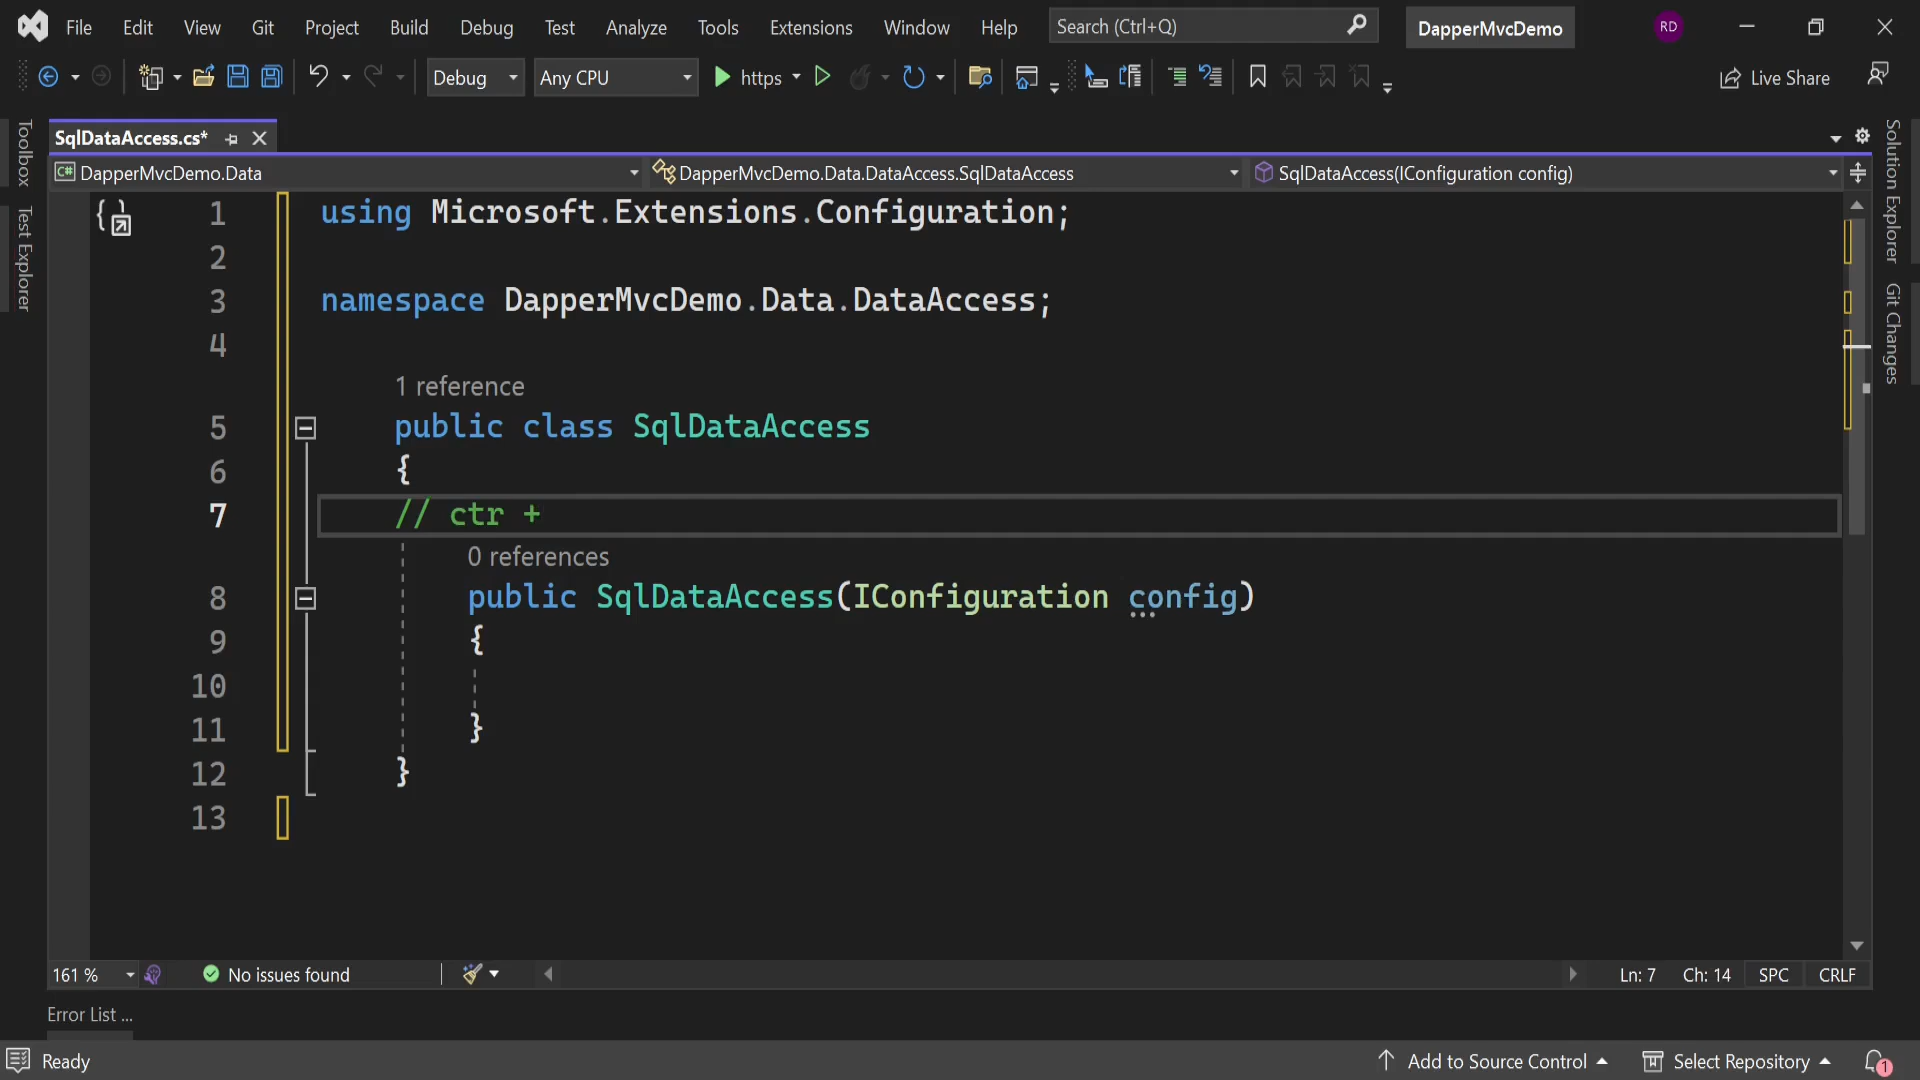 File Edit View Git Project Build Debug Test Analyze Tools Extensions Window Help Search (Ctrl+Q) DapperMvcDemo RD
Debug Any CPU https Live Share
SqlDataAccess.cs*
DapperMvcDemo.Data DapperMvcDemo.Data.DataAccess.SqlDataAccess SqlDataAccess(IConfiguration config)
Toolbox
Test Explorer
Solution Explorer
Git Changes
1 using Microsoft.Extensions.Configuration;
2
3 namespace DapperMvcDemo.Data.DataAccess;
4
1 reference
5 public class SqlDataAccess
6 {
7 // ctr +
0 references
8 public SqlDataAccess(IConfiguration config)
9 {
10
11 }
12 }
13
161 % No issues found Ln: 7 Ch: 14 SPC CRLF
Error List ...
Ready Add to Source Control Select Repository 1